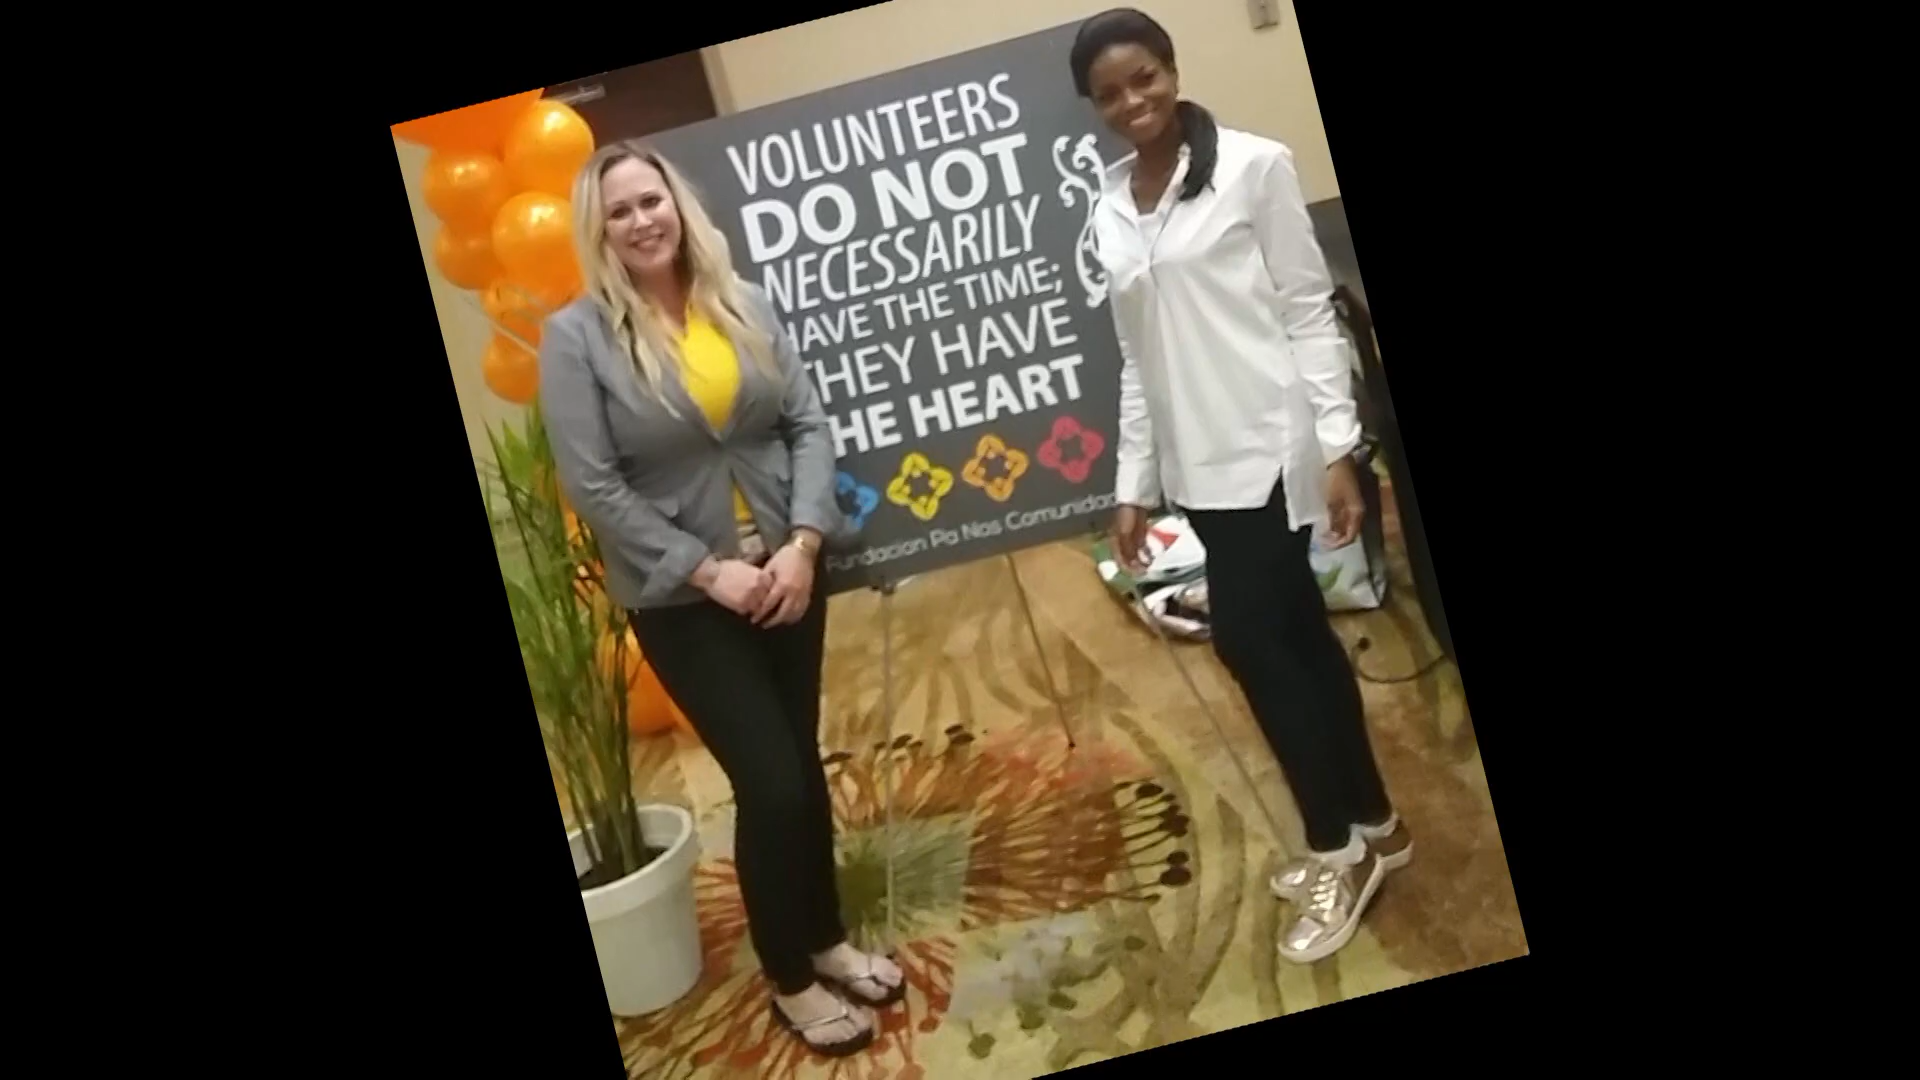 VOLUNTEERS
DO NOT
NECESSARILY
HAVE THE TIME;
THEY HAVE
THE HEART
Fundacion Pa Nos Comunidad